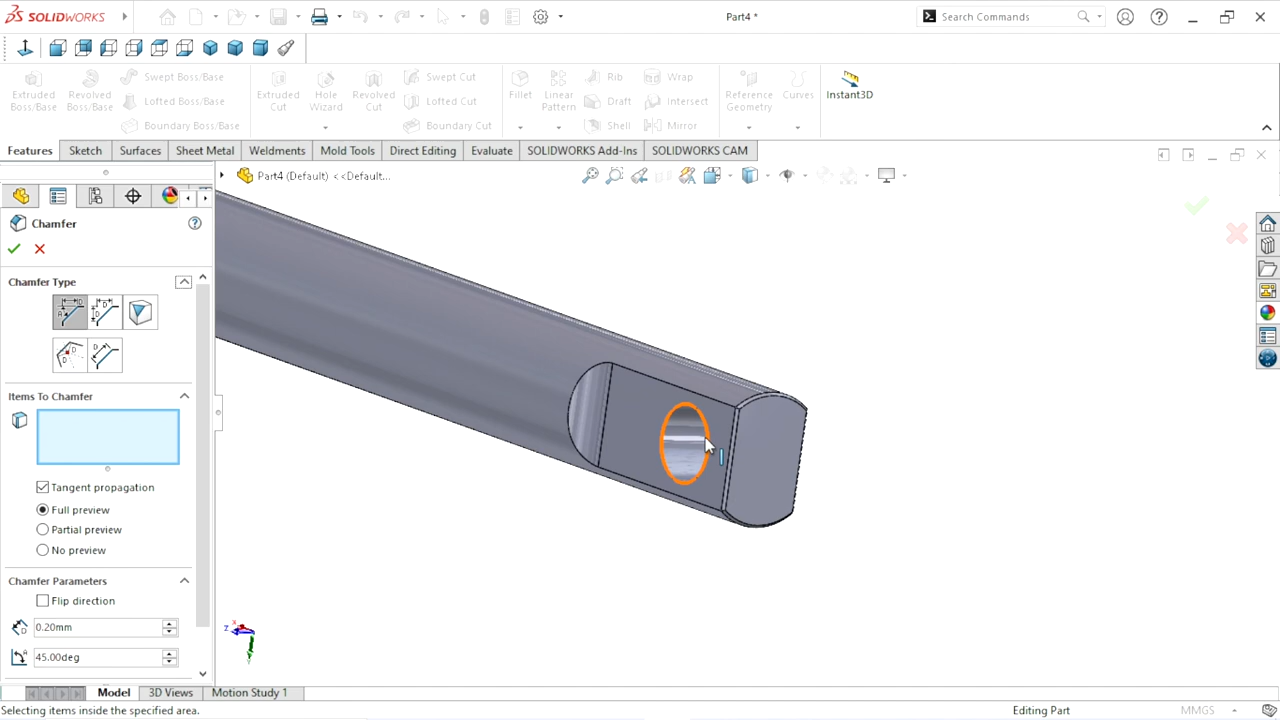 SOLIDWORKS
Part4 *
Search Commands
Extruded Boss/Base
Revolved Boss/Base
Swept Boss/Base
Lofted Boss/Base
Boundary Boss/Base
Extruded Cut
Hole Wizard
Revolved Cut
Swept Cut
Lofted Cut
Boundary Cut
Fillet
Linear Pattern
Rib
Draft
Shell
Wrap
Intersect
Mirror
Reference Geometry
Curves
Instant3D
Features
Sketch
Surfaces
Sheet Metal
Weldments
Mold Tools
Direct Editing
Evaluate
SOLIDWORKS Add-Ins
SOLIDWORKS CAM
Part4 (Default) <<Default...
Chamfer
Chamfer Type
Items To Chamfer
Tangent propagation
Full preview
Partial preview
No preview
Chamfer Parameters
Flip direction
0.20mm
45.00deg
Z
X
Y
Model
3D Views
Motion Study 1
Selecting items inside the specified area.
Editing Part
MMGS